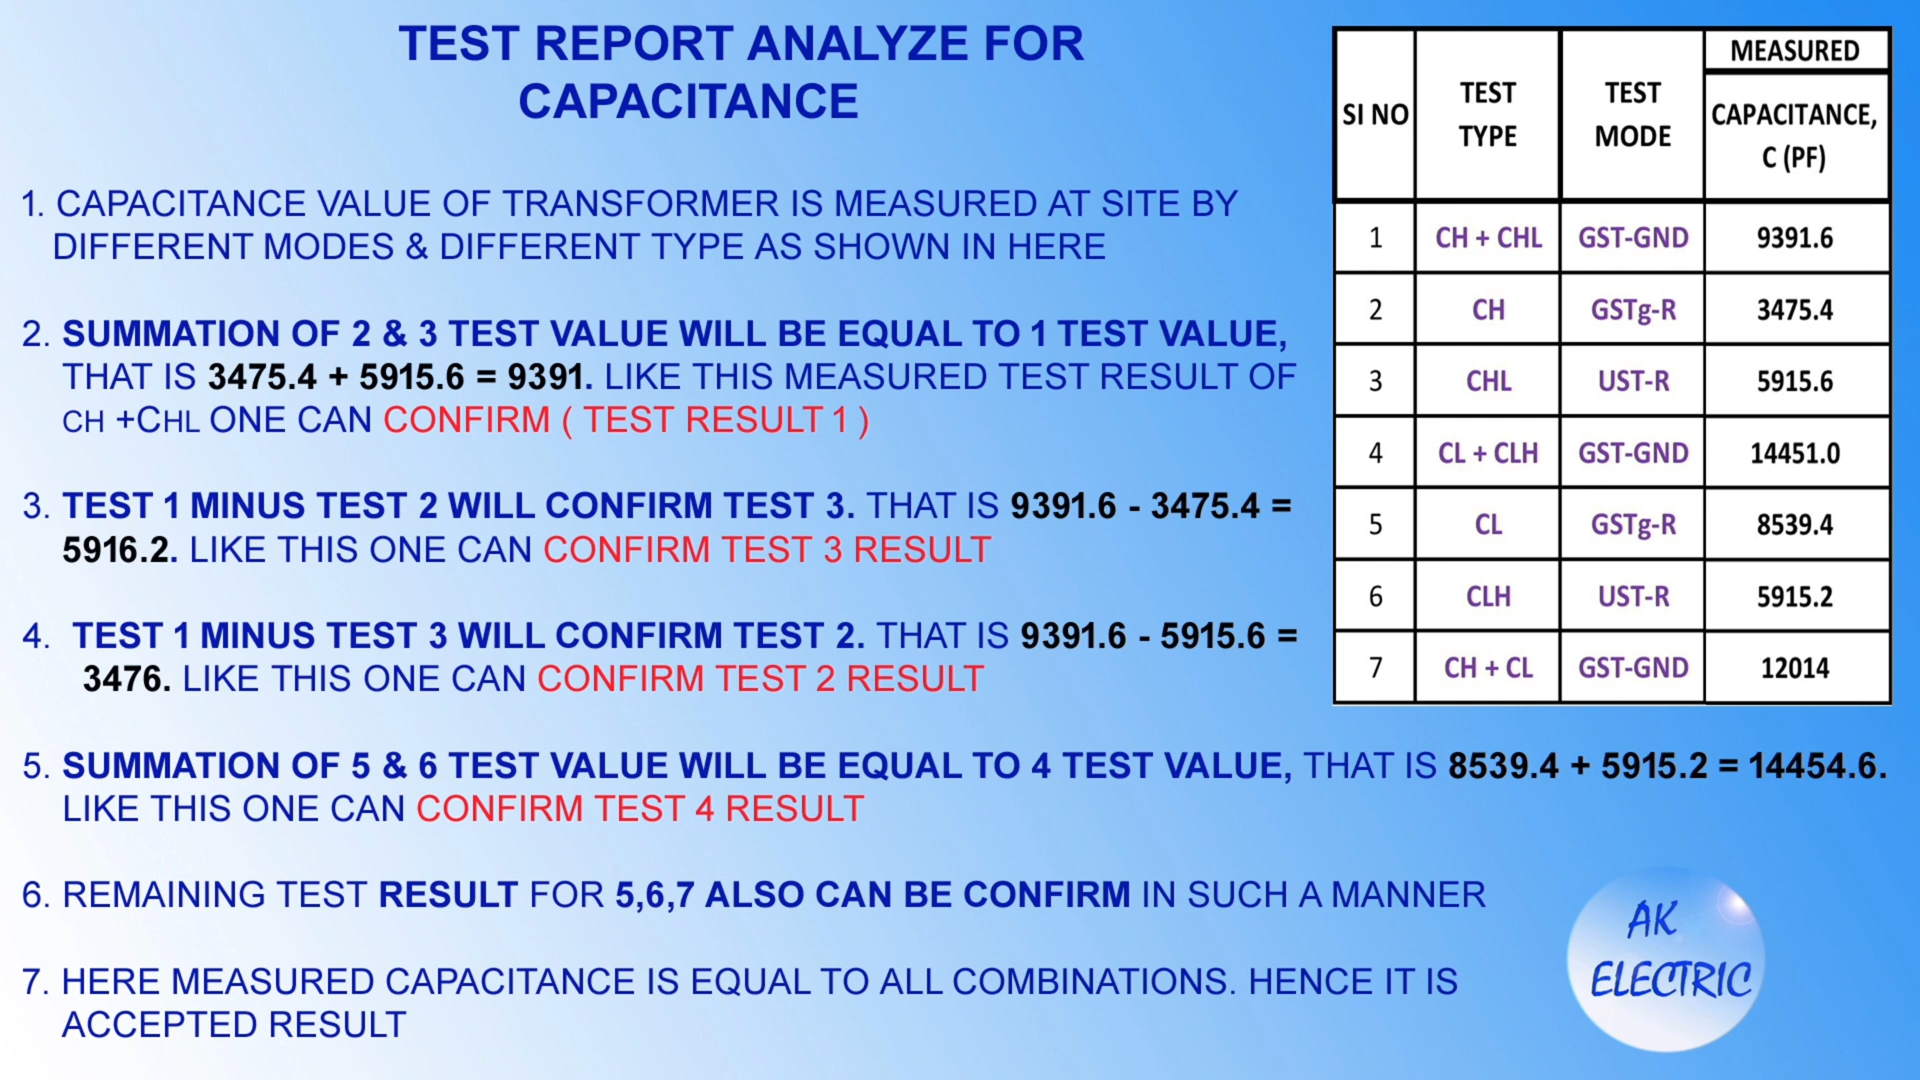 TEST REPORT ANALYZE FOR
CAPACITANCE
1. CAPACITANCE VALUE OF TRANSFORMER IS MEASURED AT SITE BY
DIFFERENT MODES & DIFFERENT TYPE AS SHOWN IN HERE
2. SUMMATION OF 2 & 3 TEST VALUE WILL BE EQUAL TO 1 TEST VALUE,
THAT IS 3475.4 + 5915.6 = 9391. LIKE THIS MEASURED TEST RESULT OF
CH +CHL ONE CAN CONFIRM ( TEST RESULT 1 )
3. TEST 1 MINUS TEST 2 WILL CONFIRM TEST 3. THAT IS 9391.6 - 3475.4 =
5916.2. LIKE THIS ONE CAN CONFIRM TEST 3 RESULT
4. TEST 1 MINUS TEST 3 WILL CONFIRM TEST 2. THAT IS 9391.6 - 5915.6 =
3476. LIKE THIS ONE CAN CONFIRM TEST 2 RESULT
5. SUMMATION OF 5 & 6 TEST VALUE WILL BE EQUAL TO 4 TEST VALUE, THAT IS 8539.4 + 5915.2 = 14454.6.
LIKE THIS ONE CAN CONFIRM TEST 4 RESULT
6. REMAINING TEST RESULT FOR 5,6,7 ALSO CAN BE CONFIRM IN SUCH A MANNER
7. HERE MEASURED CAPACITANCE IS EQUAL TO ALL COMBINATIONS. HENCE IT IS
ACCEPTED RESULT
SI NO
TEST
TYPE
TEST
MODE
MEASURED
CAPACITANCE,
C (PF)
1 CH + CHL GST-GND 9391.6
2 CH GSTg-R 3475.4
3 CHL UST-R 5915.6
4 CL + CLH GST-GND 14451.0
5 CL GSTg-R 8539.4
6 CLH UST-R 5915.2
7 CH + CL GST-GND 12014
AK
ELECTRIC